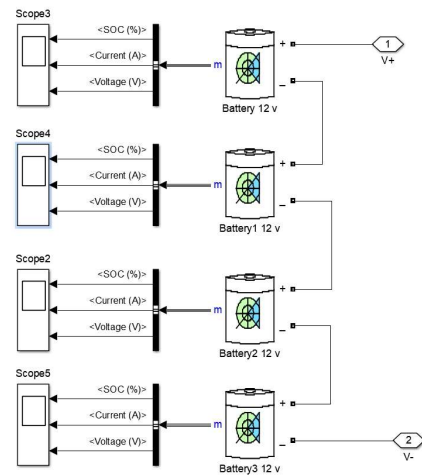 Scope3
<SOC (%)>
<Current (A)>
<Voltage (V)>
m
+
_
Battery 12 v
1
V+
Scope4
<SOC (%)>
<Current (A)>
<Voltage (V)>
m
+
_
Battery1 12 v
Scope2
<SOC (%)>
<Current (A)>
<Voltage (V)>
m
+
_
Battery2 12 v
Scope5
<SOC (%)>
<Current (A)>
<Voltage (V)>
m
+
_
Battery3 12 v
2
V-